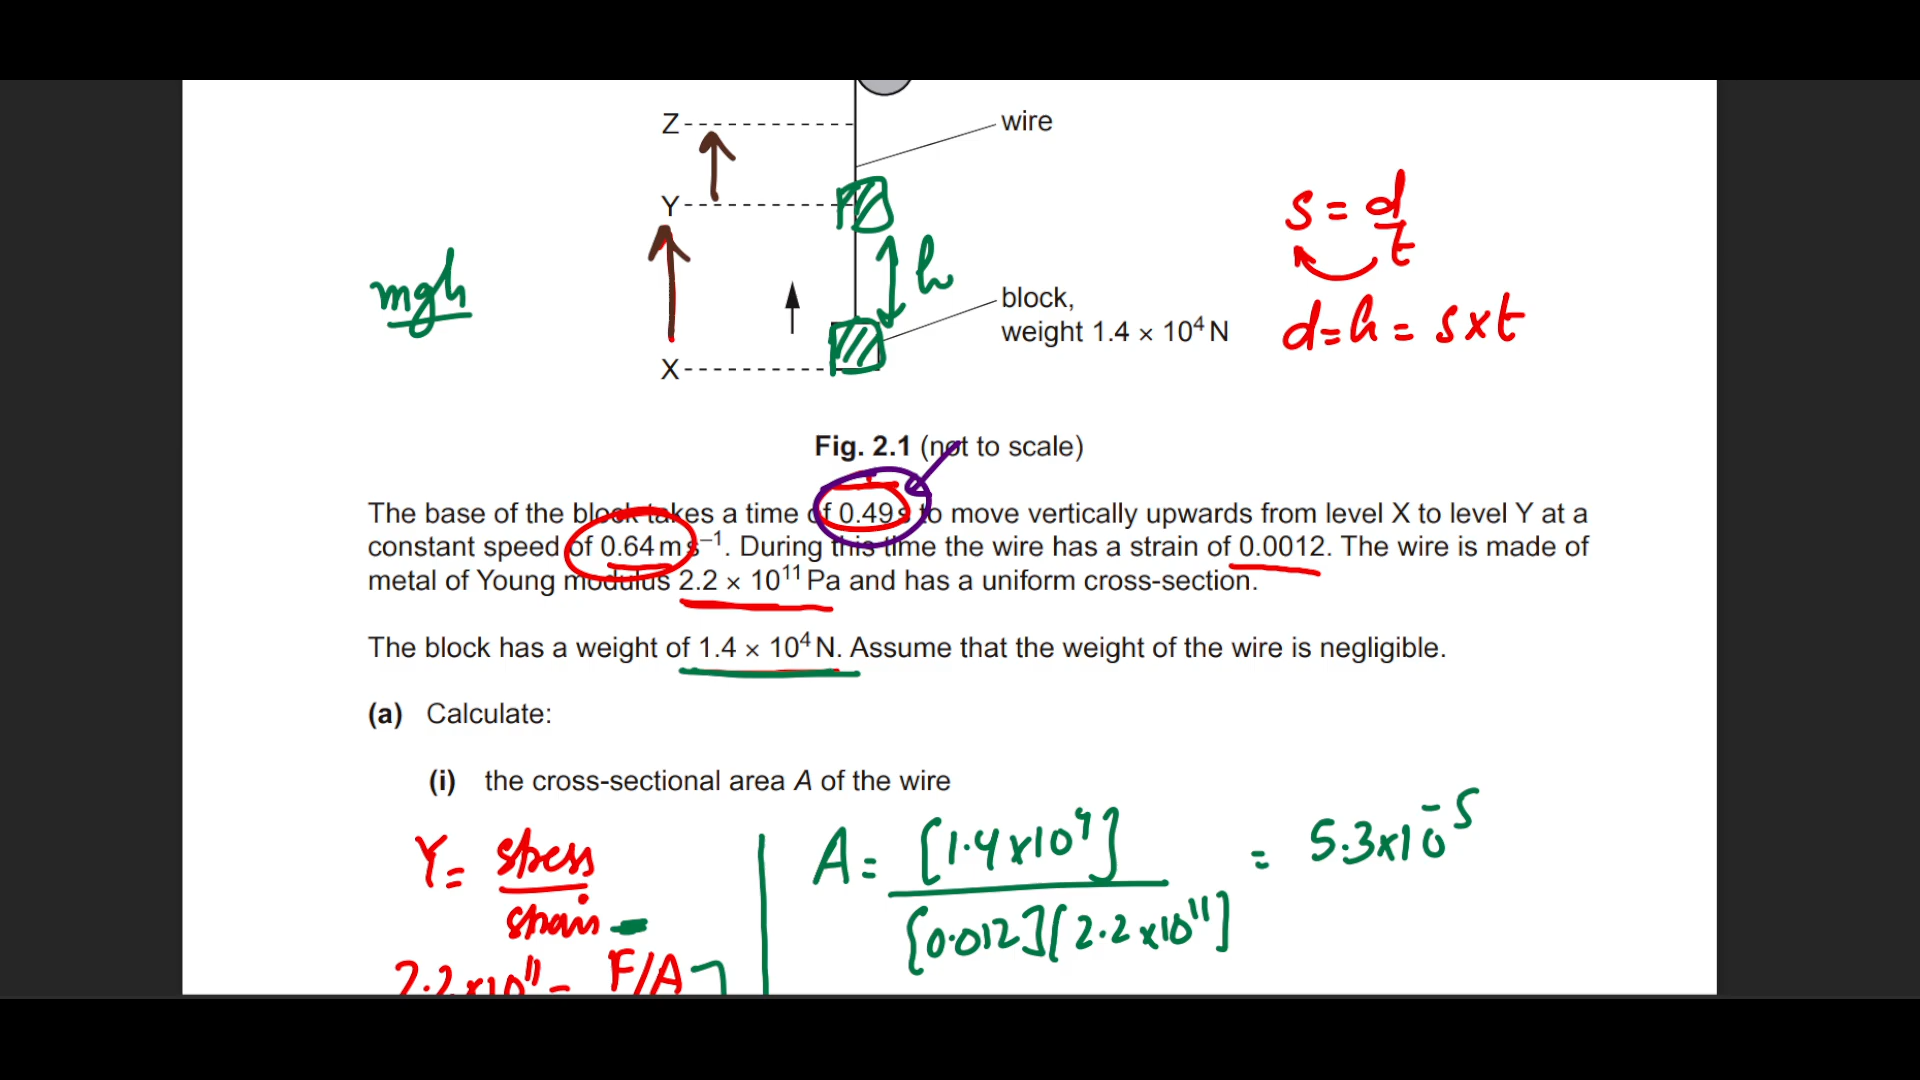 Z
wire
Y
s = d/t
mgh
h
block,
weight 1.4 × 10⁴ N
d = h = s x t
X
Fig. 2.1 (not to scale)
The base of the block takes a time of 0.49 s to move vertically upwards from level X to level Y at a
constant speed of 0.64 m s⁻¹. During this time the wire has a strain of 0.0012. The wire is made of
metal of Young modulus 2.2 × 10¹¹ Pa and has a uniform cross-section.
The block has a weight of 1.4 × 10⁴ N. Assume that the weight of the wire is negligible.
(a) Calculate:
(i) the cross-sectional area A of the wire
Y = stress/strain
A = [1.4 x 10⁴]/[0.012][2.2 x 10¹¹] = 5.3 x 10⁻⁵
2.2 x 10¹¹ = F/A